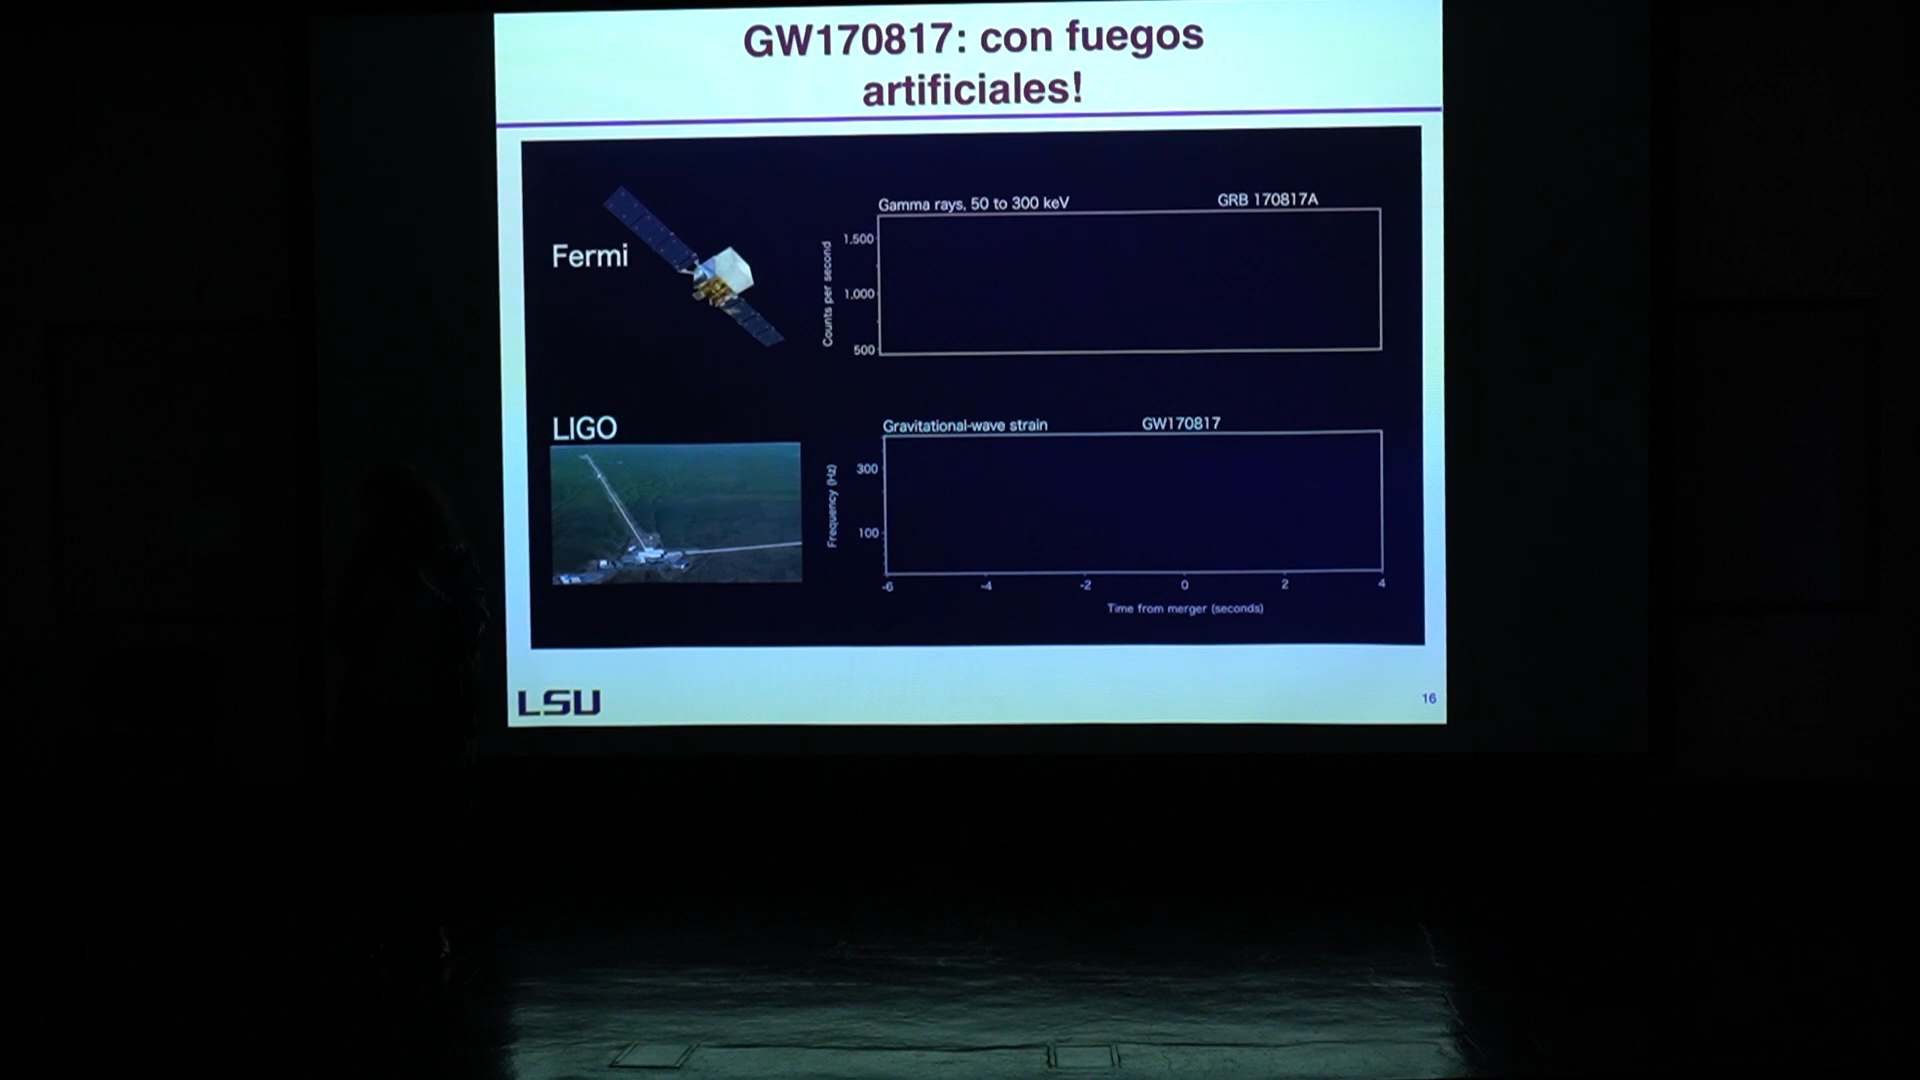 GW170817: con fuegos
artificiales!
Fermi
Gamma rays, 50 to 300 keV
GRB 170817A
Counts per second
1,500
1,000
500
LIGO
Gravitational-wave strain
GW170817
Frequency (Hz)
300
100
-6 -4 -2 0 2 4
Time from merger (seconds)
LSU
16